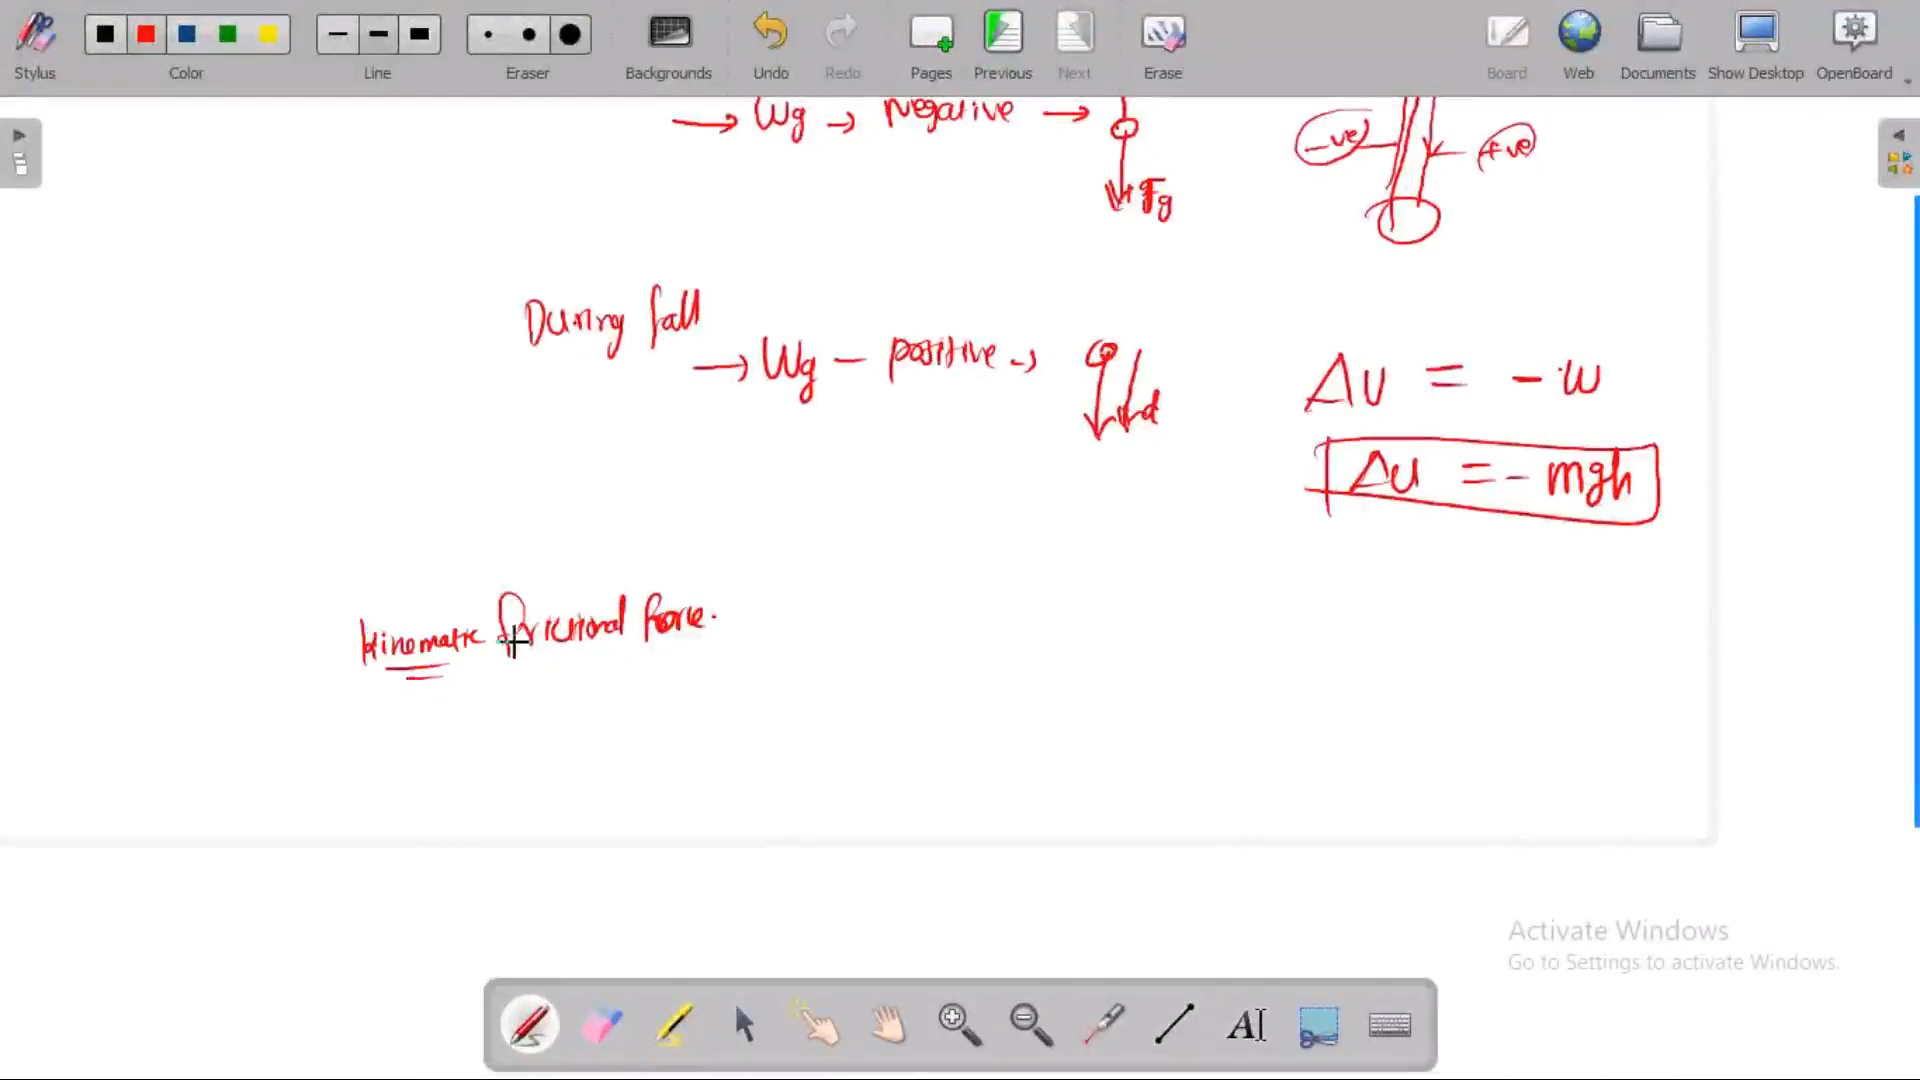 Stylus Color Line Eraser Backgrounds Undo Redo Pages Previous Next Erase Board Web Documents Show Desktop OpenBoard
→ Wg → Negative →
-ve +ve
Fg
During fall
→ Wg — positive →
d
ΔU = -W
ΔU = - mgh
kinematic frictional force.
Activate Windows
Go to Settings to activate Windows.